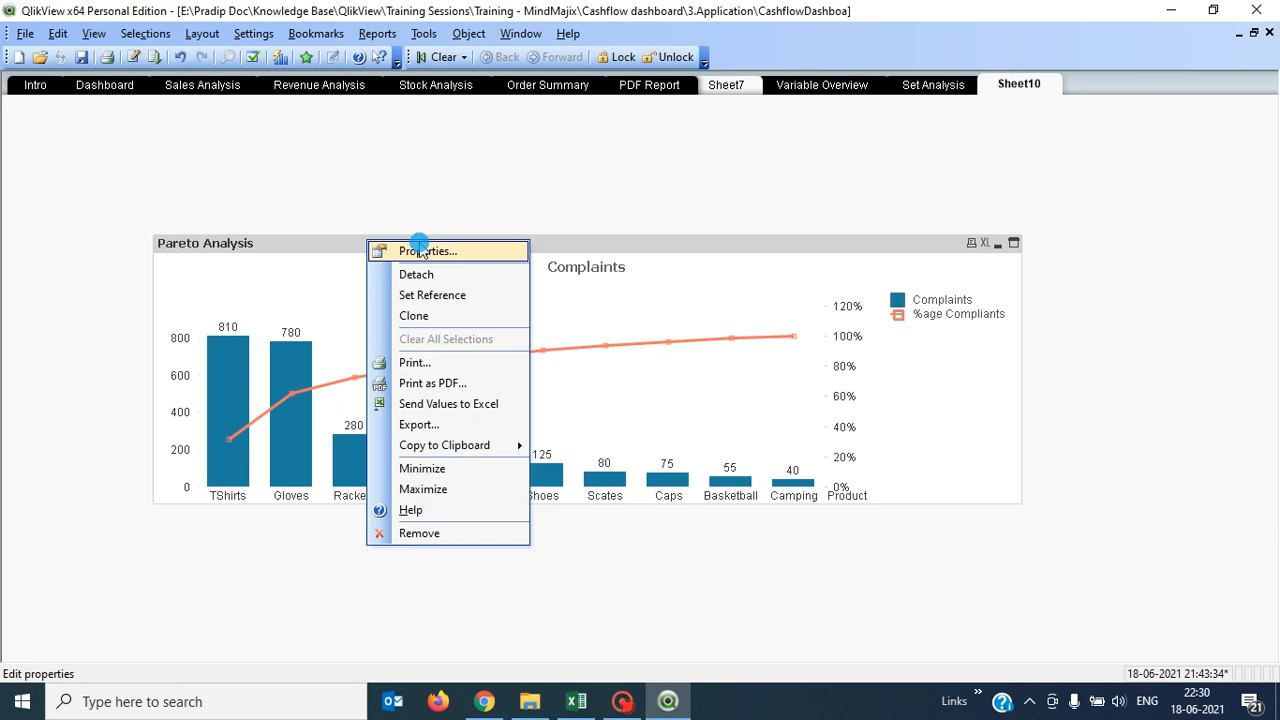 QlikView x64 Personal Edition - [E:\Pradip Doc\Knowledge Base\QlikView\Training Sessions\Training - MindMajix\Cashflow dashboard\3.Application\CashflowDashboa]
File Edit View Selections Layout Settings Bookmarks Reports Tools Object Window Help
Clear Back Forward Lock Unlock
Intro Dashboard Sales Analysis Revenue Analysis Stock Analysis Order Summary PDF Report Sheet7 Variable Overview Set Analysis Sheet10
Pareto Analysis
XL
Complaints
Complaints
%age Compliants
Properties...
Detach
Set Reference
Clone
Clear All Selections
Print...
Print as PDF...
PDF
Send Values to Excel
Export...
Copy to Clipboard
Minimize
Maximize
Help
Remove
800
600
400
200
0
810 780 280 125 80 75 55 40
120%
100%
80%
60%
40%
20%
0%
TShirts Gloves Racke Shoes Scates Caps Basketball Camping Product
Edit properties
18-06-2021 21:43:34*
Type here to search
Links
ENG
22:30
18-06-2021
21